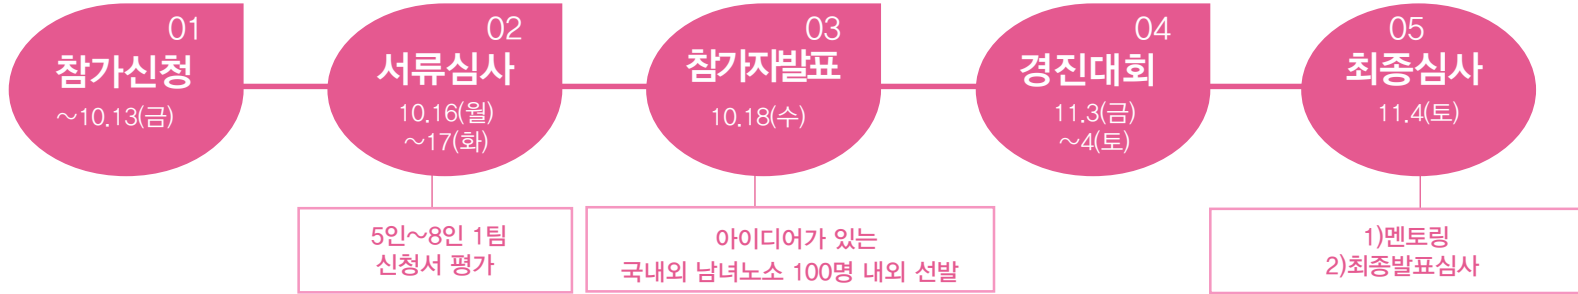 01
참가신청
~10.13(금)
02
서류심사
10.16(월)
~17(화)
5인~8인 1팀
신청서 평가
03
참가자발표
10.18(수)
아이디어가 있는
국내외 남녀노소 100명 내외 선발
04
경진대회
11.3(금)
~4(토)
05
최종심사
11.4(토)
1)멘토링
2)최종발표심사